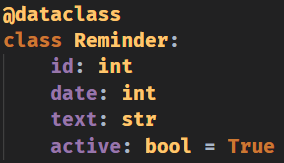 @dataclass
class Reminder:
    id: int
    date: int
    text: str
    active: bool = True